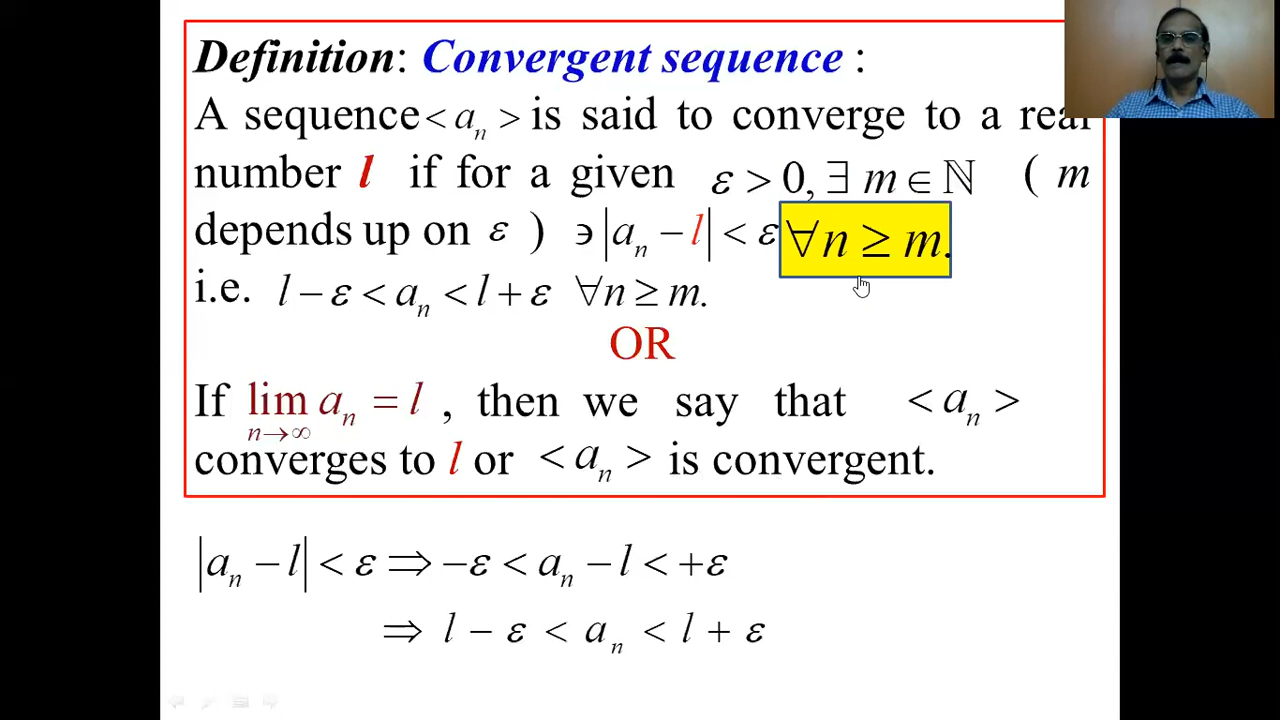 Definition: Convergent sequence :
A sequence < aₙ > is said to converge to a real
number l if for a given ε > 0, ∃ m ∈ ℕ ( m
depends up on ε ) ∍ |aₙ − l| < ε ∀n ≥ m.
i.e. l − ε < aₙ < l + ε ∀n ≥ m.
OR
If lim n→∞ aₙ = l , then we say that < aₙ >
converges to l or < aₙ > is convergent.
|aₙ − l| < ε ⇒ −ε < aₙ − l < +ε
⇒ l − ε < aₙ < l + ε